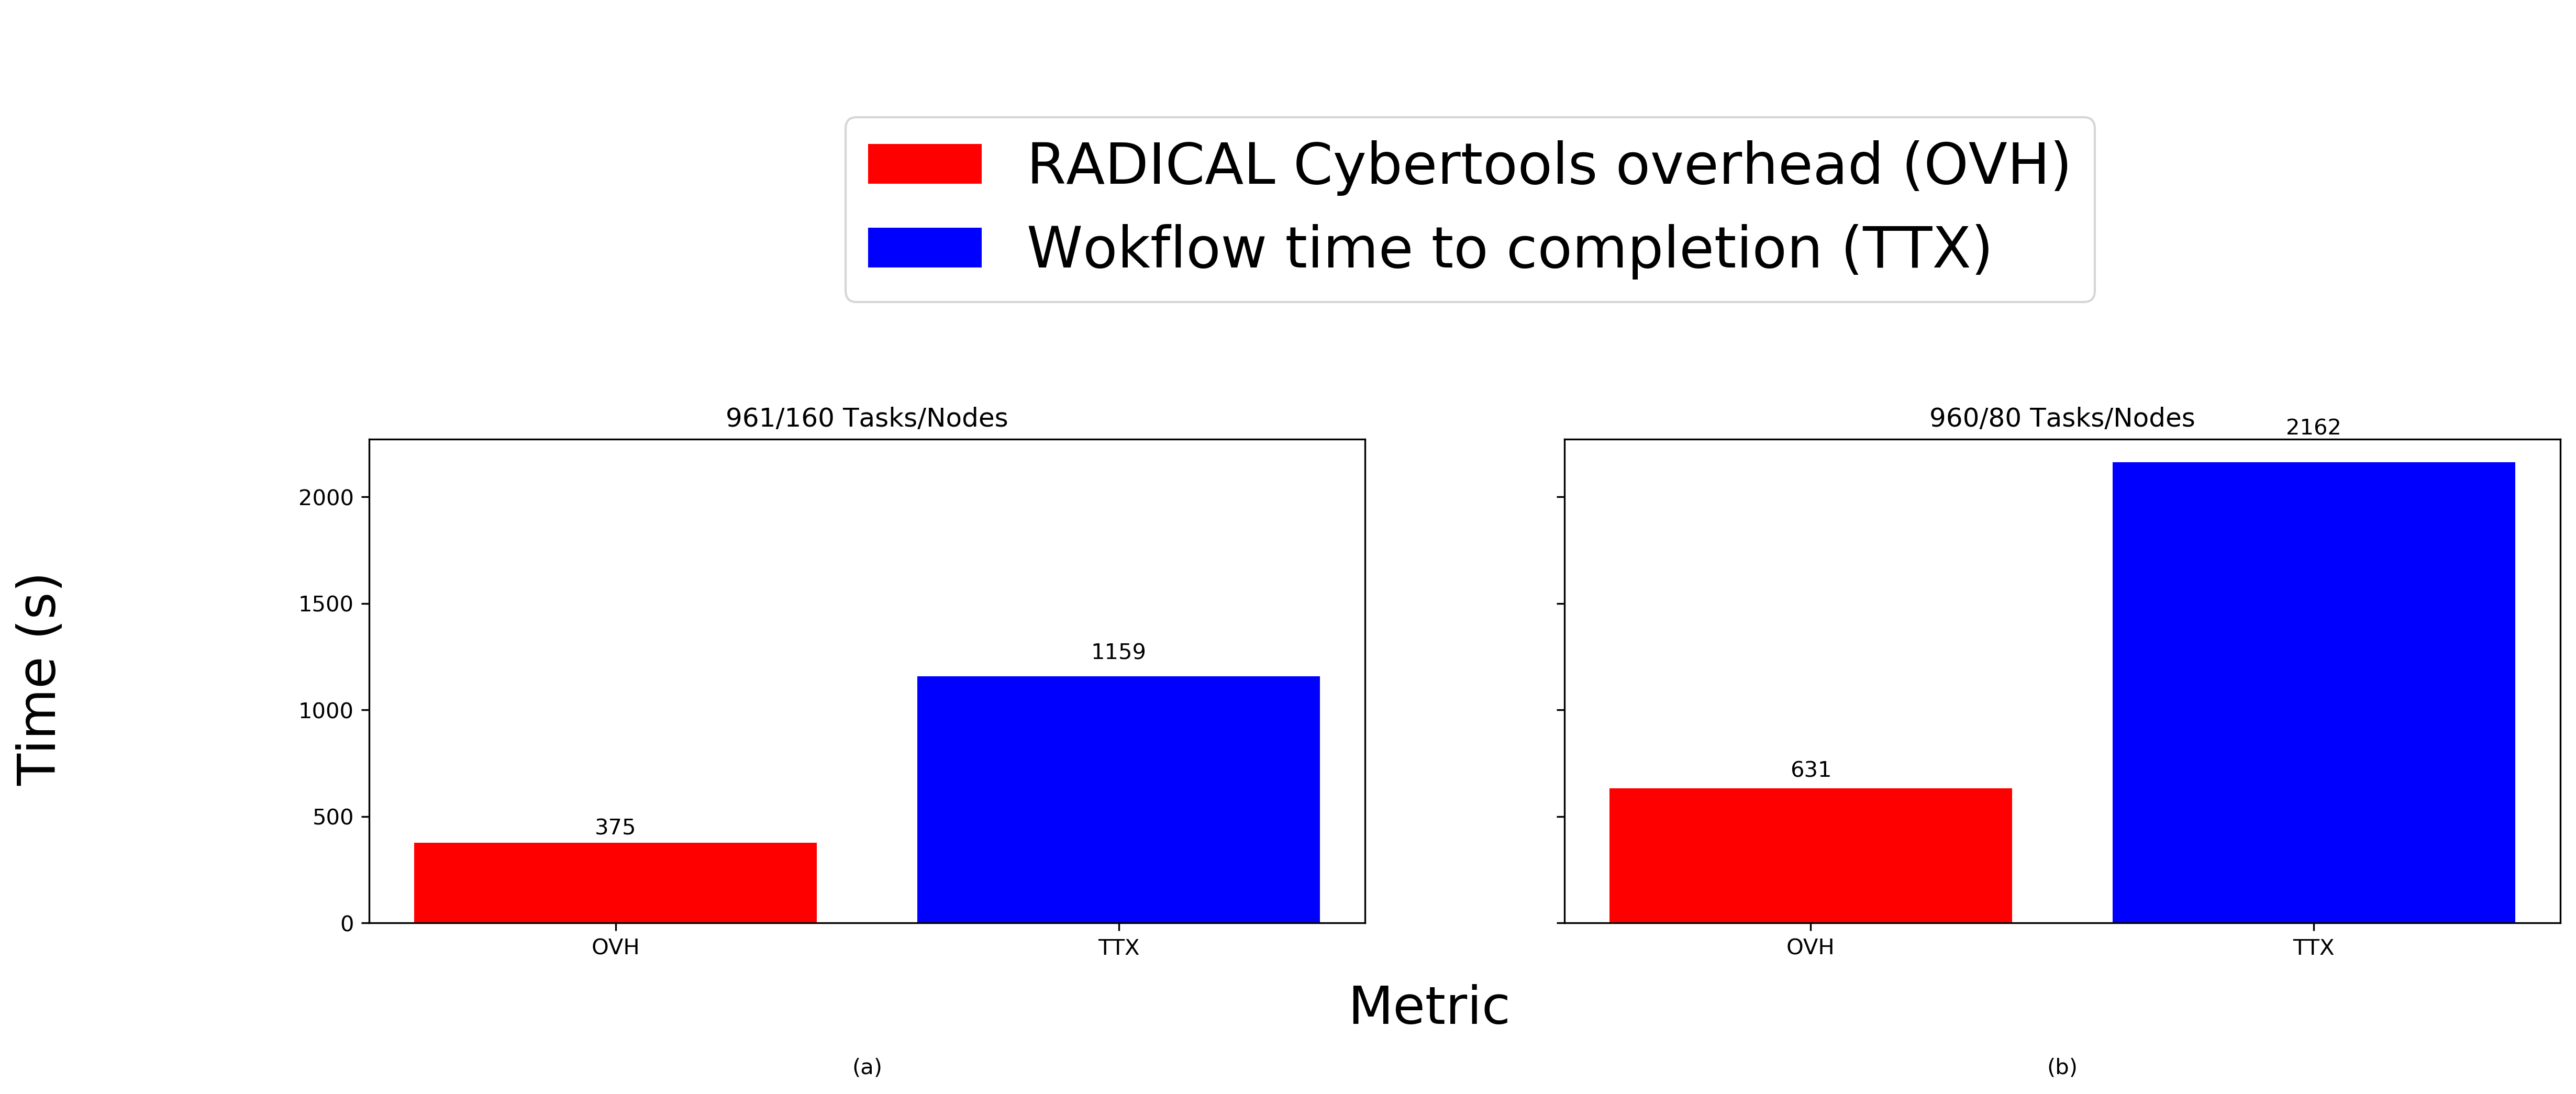 RADICAL Cybertools overhead (OVH)
Wokflow time to completion (TTX)
961/160 Tasks/Nodes
960/80 Tasks/Nodes
2162
2000
1500
1159
1000
631
500
375
0
OVH
TTX
OVH
TTX
Time (s)
Metric
(a)
(b)